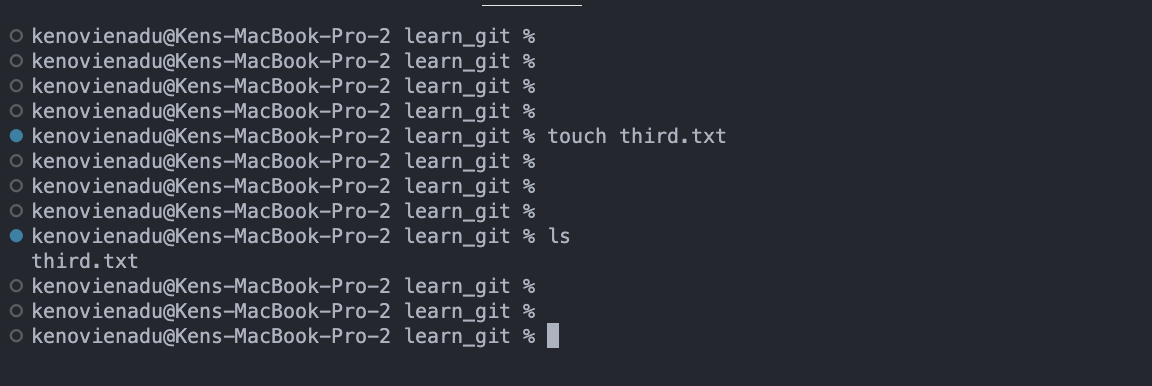 kenovienadu@Kens-MacBook-Pro-2 learn_git %
kenovienadu@Kens-MacBook-Pro-2 learn_git %
kenovienadu@Kens-MacBook-Pro-2 learn_git %
kenovienadu@Kens-MacBook-Pro-2 learn_git %
kenovienadu@Kens-MacBook-Pro-2 learn_git % touch third.txt
kenovienadu@Kens-MacBook-Pro-2 learn_git %
kenovienadu@Kens-MacBook-Pro-2 learn_git %
kenovienadu@Kens-MacBook-Pro-2 learn_git %
kenovienadu@Kens-MacBook-Pro-2 learn_git % ls
third.txt
kenovienadu@Kens-MacBook-Pro-2 learn_git %
kenovienadu@Kens-MacBook-Pro-2 learn_git %
kenovienadu@Kens-MacBook-Pro-2 learn_git %